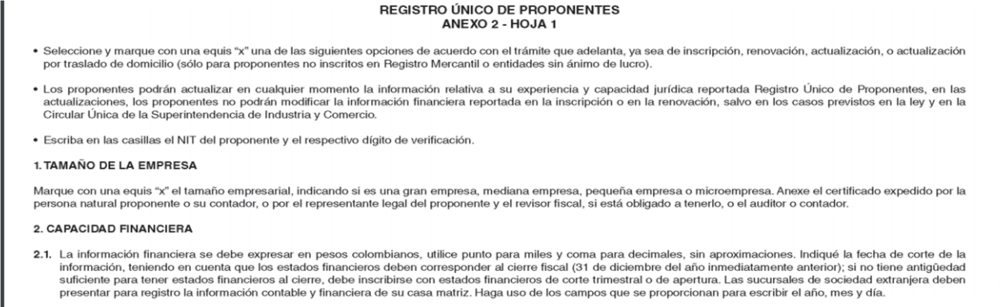 REGISTRO ÚNICO DE PROPONENTES
ANEXO 2 - HOJA 1
• Seleccione y marque con una equis “x” una de las siguientes opciones de acuerdo con el trámite que adelanta, ya sea de inscripción, renovación, actualización, o actualización
por traslado de domicilio (sólo para proponentes no inscritos en Registro Mercantil o entidades sin ánimo de lucro).
• Los proponentes podrán actualizar en cualquier momento la información relativa a su experiencia y capacidad jurídica reportada Registro Único de Proponentes, en las
actualizaciones, los proponentes no podrán modificar la información financiera reportada en la inscripción o en la renovación, salvo en los casos previstos en la ley y en la
Circular Única de la Superintendencia de Industria y Comercio.
• Escriba en las casillas el NIT del proponente y el respectivo dígito de verificación.
1. TAMAÑO DE LA EMPRESA
Marque con una equis “x” el tamaño empresarial, indicando si es una gran empresa, mediana empresa, pequeña empresa o microempresa. Anexe el certificado expedido por la
persona natural proponente o su contador, o por el representante legal del proponente y el revisor fiscal, si está obligado a tenerlo, o el auditor o contador.
2. CAPACIDAD FINANCIERA
2.1. La información financiera se debe expresar en pesos colombianos, utilice punto para miles y coma para decimales, sin aproximaciones. Indiqué la fecha de corte de la
información, teniendo en cuenta que los estados financieros deben corresponder al cierre fiscal (31 de diciembre del año inmediatamente anterior); si no tiene antigüedad
suficiente para tener estados financieros al cierre, debe inscribirse con estados financieros de corte trimestral o de apertura. Las sucursales de sociedad extranjera deben
presentar para registro la información contable y financiera de su casa matriz. Haga uso de los campos que se proporcionan para escribir el año, mes y día.